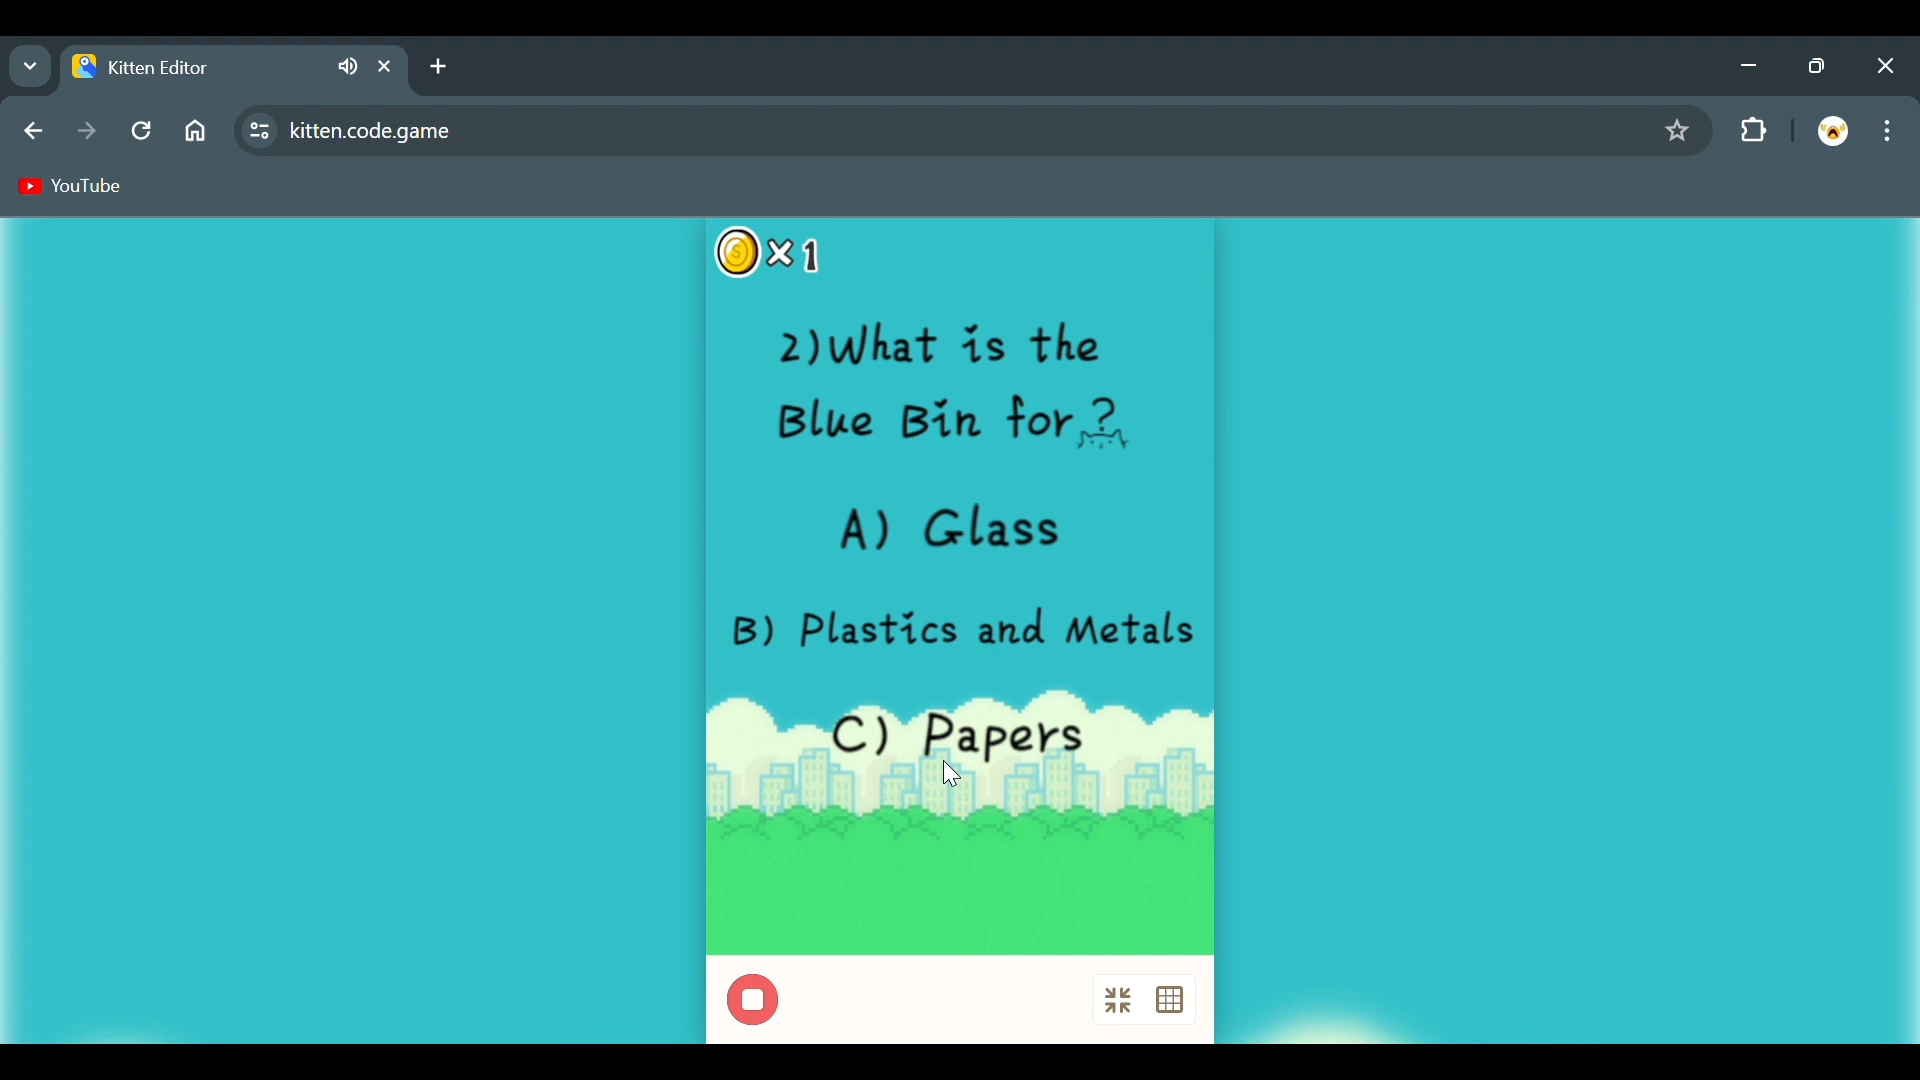 Kitten Editor
kitten.code.game
YouTube
× 1
2)What is the
Blue Bin for?
A) Glass
B) Plastics and Metals
C) Papers